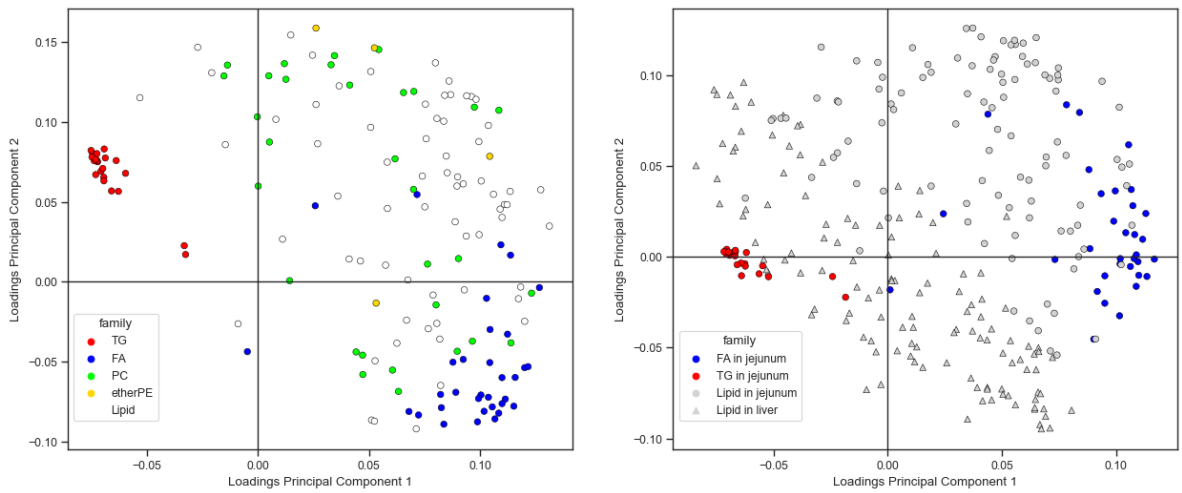 0.15
0.10
0.05
0.00
−0.05
−0.10
Loadings Principal Component 2
family
TG
FA
PC
etherPE
Lipid
−0.05
0.00
0.05
0.10
Loadings Principal Component 1
0.10
0.05
0.00
−0.05
−0.10
Loadings Principal Component 2
family
FA in jejunum
TG in jejunum
Lipid in jejunum
Lipid in liver
−0.05
0.00
0.05
0.10
Loadings Principal Component 1